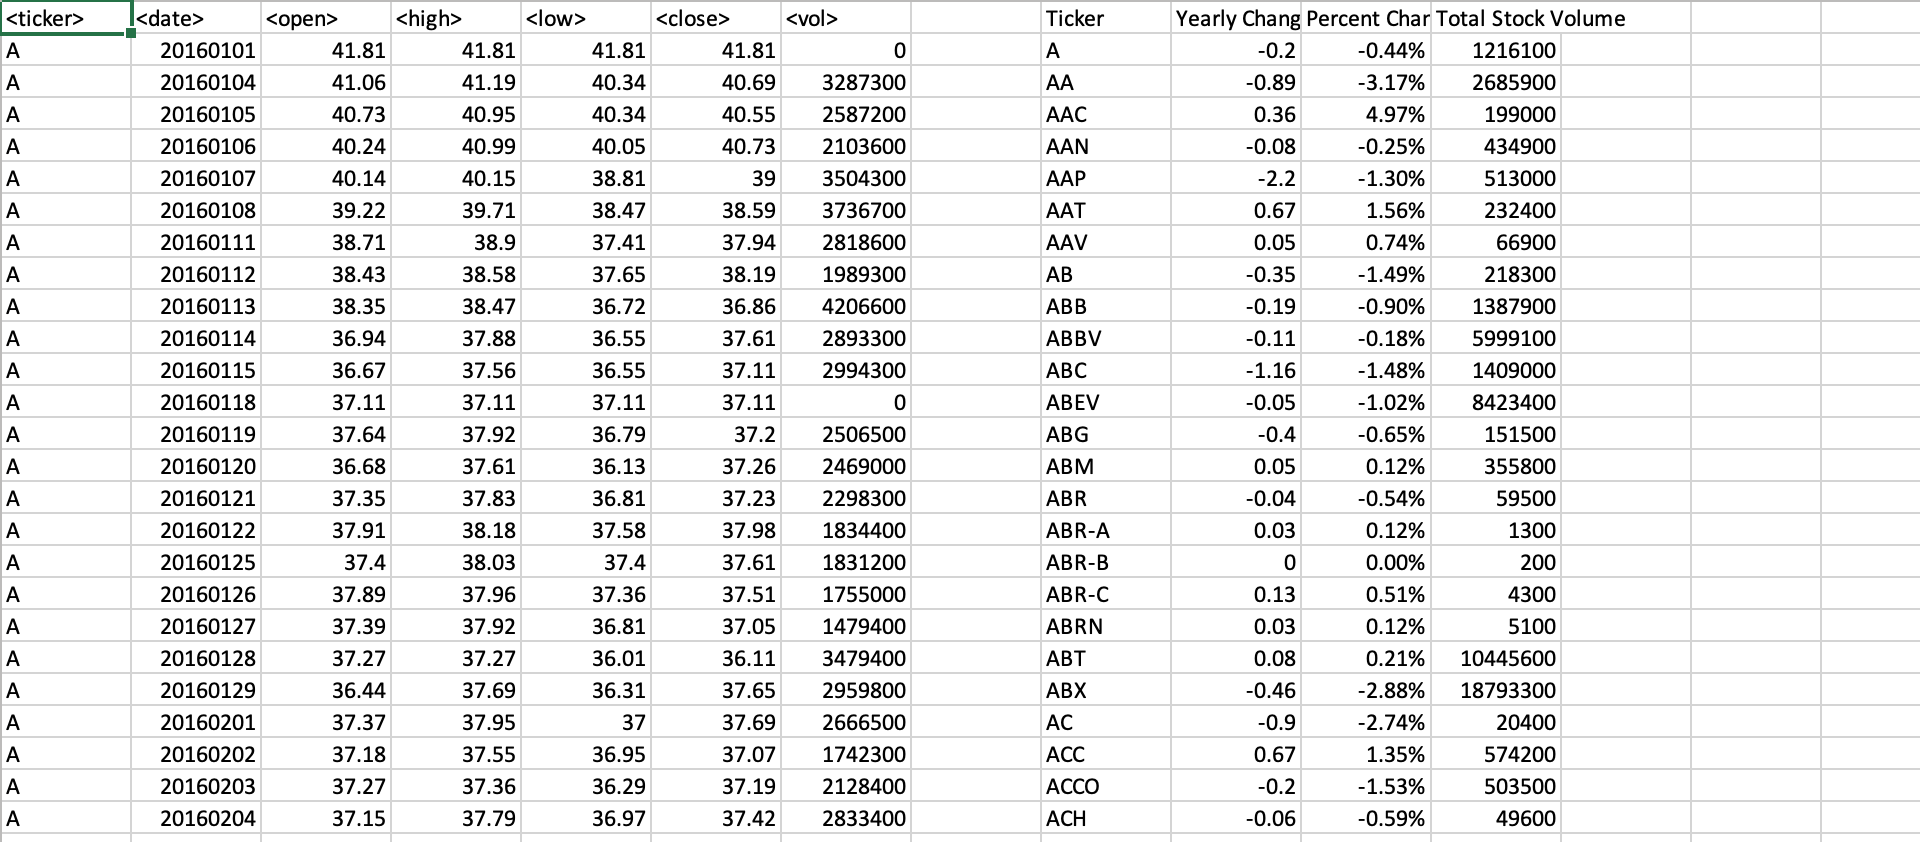 <ticker> <date> <open> <high> <low> <close> <vol> Ticker Yearly Chang Percent Char Total Stock Volume
A 20160101 41.81 41.81 41.81 41.81 0 A -0.2 -0.44% 1216100
A 20160104 41.06 41.19 40.34 40.69 3287300 AA -0.89 -3.17% 2685900
A 20160105 40.73 40.95 40.34 40.55 2587200 AAC 0.36 4.97% 199000
A 20160106 40.24 40.99 40.05 40.73 2103600 AAN -0.08 -0.25% 434900
A 20160107 40.14 40.15 38.81 39 3504300 AAP -2.2 -1.30% 513000
A 20160108 39.22 39.71 38.47 38.59 3736700 AAT 0.67 1.56% 232400
A 20160111 38.71 38.9 37.41 37.94 2818600 AAV 0.05 0.74% 66900
A 20160112 38.43 38.58 37.65 38.19 1989300 AB -0.35 -1.49% 218300
A 20160113 38.35 38.47 36.72 36.86 4206600 ABB -0.19 -0.90% 1387900
A 20160114 36.94 37.88 36.55 37.61 2893300 ABBV -0.11 -0.18% 5999100
A 20160115 36.67 37.56 36.55 37.11 2994300 ABC -1.16 -1.48% 1409000
A 20160118 37.11 37.11 37.11 37.11 0 ABEV -0.05 -1.02% 8423400
A 20160119 37.64 37.92 36.79 37.2 2506500 ABG -0.4 -0.65% 151500
A 20160120 36.68 37.61 36.13 37.26 2469000 ABM 0.05 0.12% 355800
A 20160121 37.35 37.83 36.81 37.23 2298300 ABR -0.04 -0.54% 59500
A 20160122 37.91 38.18 37.58 37.98 1834400 ABR-A 0.03 0.12% 1300
A 20160125 37.4 38.03 37.4 37.61 1831200 ABR-B 0 0.00% 200
A 20160126 37.89 37.96 37.36 37.51 1755000 ABR-C 0.13 0.51% 4300
A 20160127 37.39 37.92 36.81 37.05 1479400 ABRN 0.03 0.12% 5100
A 20160128 37.27 37.27 36.01 36.11 3479400 ABT 0.08 0.21% 10445600
A 20160129 36.44 37.69 36.31 37.65 2959800 ABX -0.46 -2.88% 18793300
A 20160201 37.37 37.95 37 37.69 2666500 AC -0.9 -2.74% 20400
A 20160202 37.18 37.55 36.95 37.07 1742300 ACC 0.67 1.35% 574200
A 20160203 37.27 37.36 36.29 37.19 2128400 ACCO -0.2 -1.53% 503500
A 20160204 37.15 37.79 36.97 37.42 2833400 ACH -0.06 -0.59% 49600